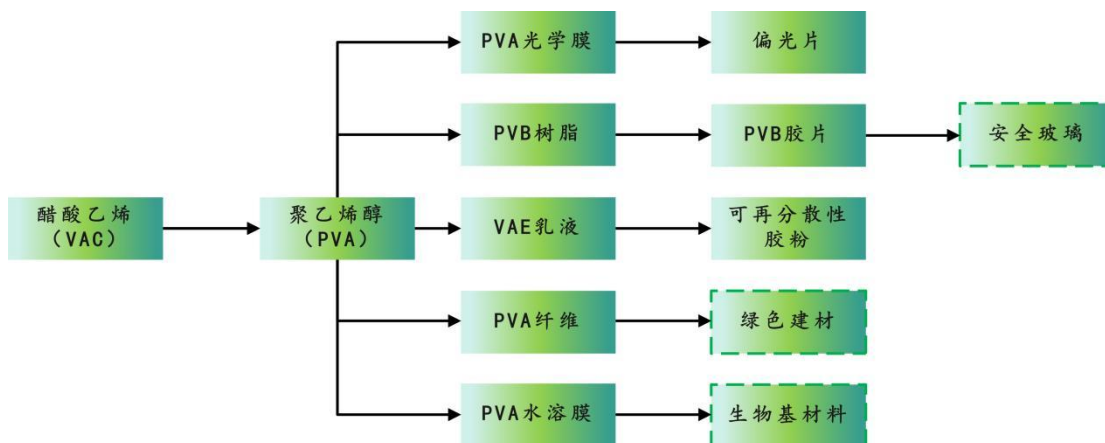 PVA光学膜
偏光片
PVB树脂
PVB胶片
安全玻璃
醋酸乙烯
（VAC）
聚乙烯醇
（PVA）
VAE乳液
可再分散性
胶粉
PVA纤维
绿色建材
PVA水溶膜
生物基材料